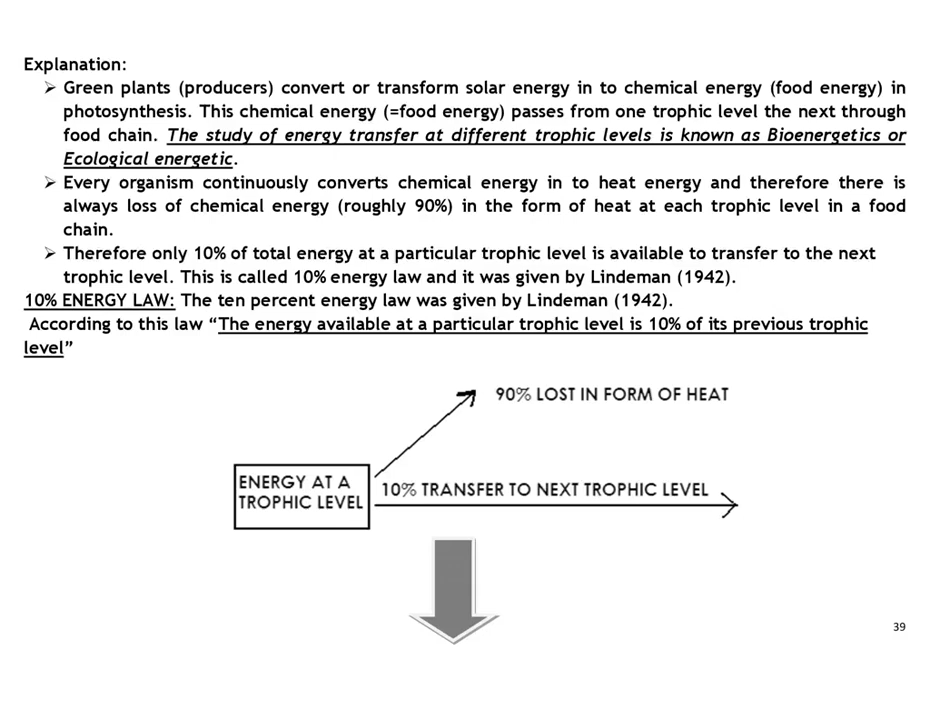 Explanation:
➢ Green plants (producers) convert or transform solar energy in to chemical energy (food energy) in
photosynthesis. This chemical energy (=food energy) passes from one trophic level the next through
food chain. The study of energy transfer at different trophic levels is known as Bioenergetics or
Ecological energetic.
➢ Every organism continuously converts chemical energy in to heat energy and therefore there is
always loss of chemical energy (roughly 90%) in the form of heat at each trophic level in a food
chain.
➢ Therefore only 10% of total energy at a particular trophic level is available to transfer to the next
trophic level. This is called 10% energy law and it was given by Lindeman (1942).
10% ENERGY LAW: The ten percent energy law was given by Lindeman (1942).
According to this law “The energy available at a particular trophic level is 10% of its previous trophic
level”
90% LOST IN FORM OF HEAT
ENERGY AT A
TROPHIC LEVEL
10% TRANSFER TO NEXT TROPHIC LEVEL
39